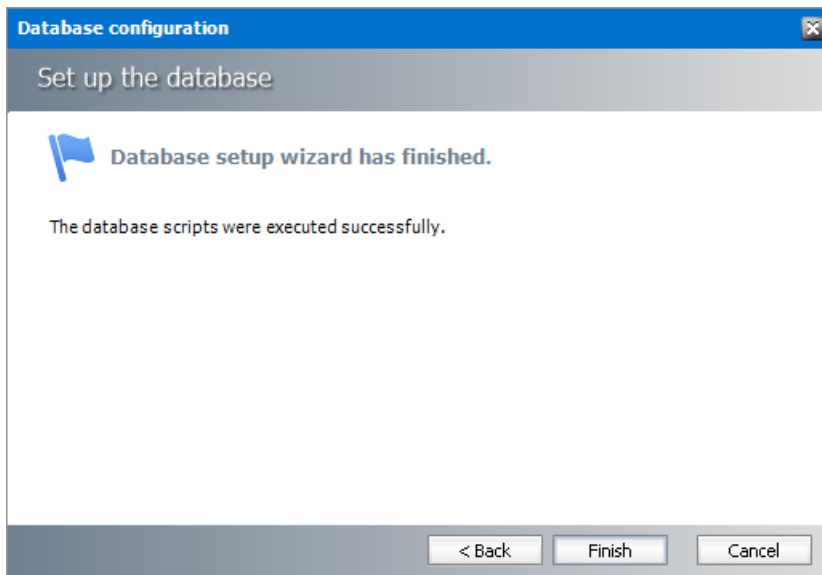 Database configuration
Set up the database
Database setup wizard has finished.
The database scripts were executed successfully.
< Back
Finish
Cancel